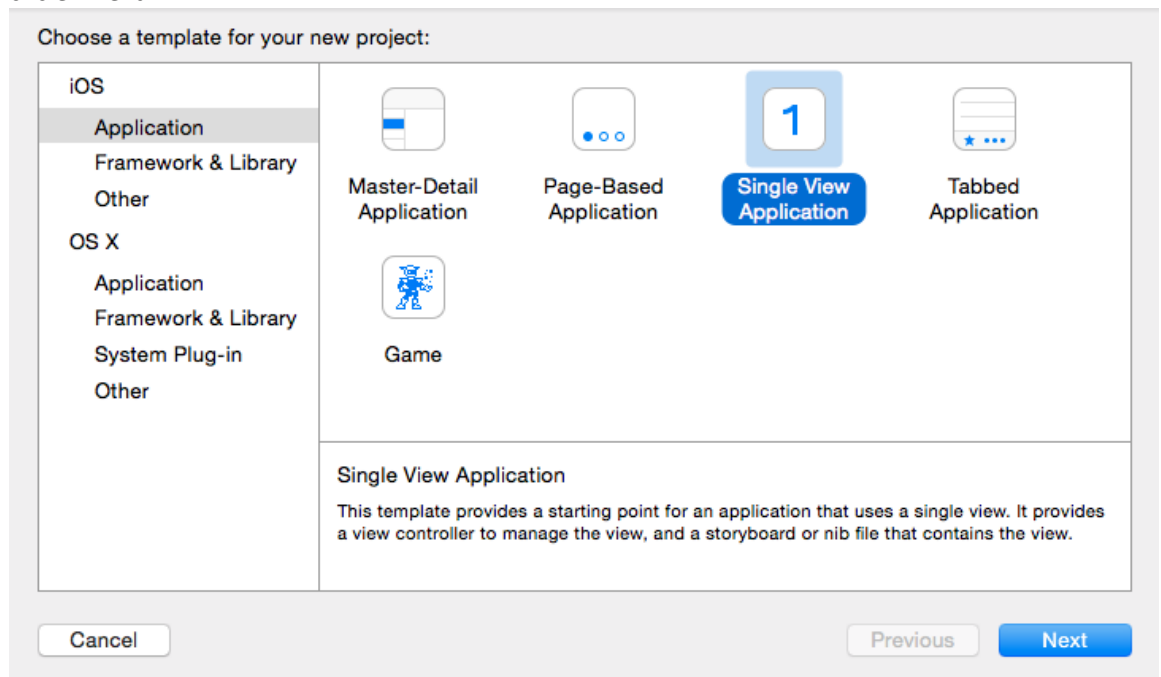 Choose a template for your new project:
iOS
Application
Framework & Library
Other
OS X
Application
Framework & Library
System Plug-in
Other
1
Master-Detail
Application
Page-Based
Application
Single View
Application
Tabbed
Application
Game
Single View Application
This template provides a starting point for an application that uses a single view. It provides
a view controller to manage the view, and a storyboard or nib file that contains the view.
Cancel
Previous
Next